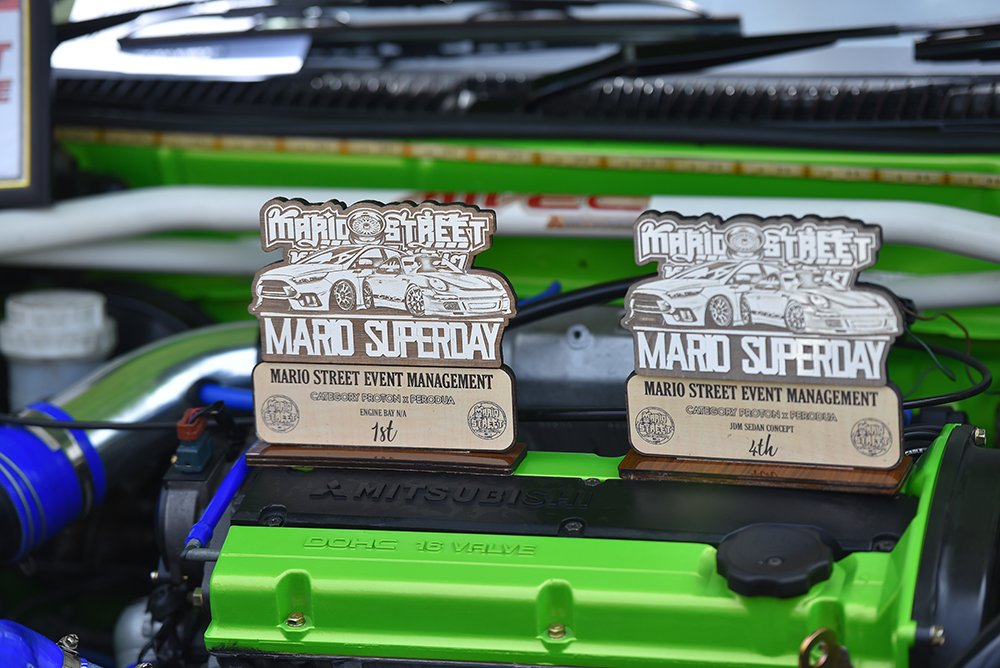 MARIO STREET
MARIO SUPERDAY
MARIO STREET EVENT MANAGEMENT
CATEGORY PROTON x PERODUA
ENGINE BAY N/A
1st
MARIO STREET
MARIO SUPERDAY
MARIO STREET EVENT MANAGEMENT
CATEGORY PROTON x PERODUA
JDM SEDAN CONCEPT
4th
MITSUBISHI
DOHC 16 VALVE